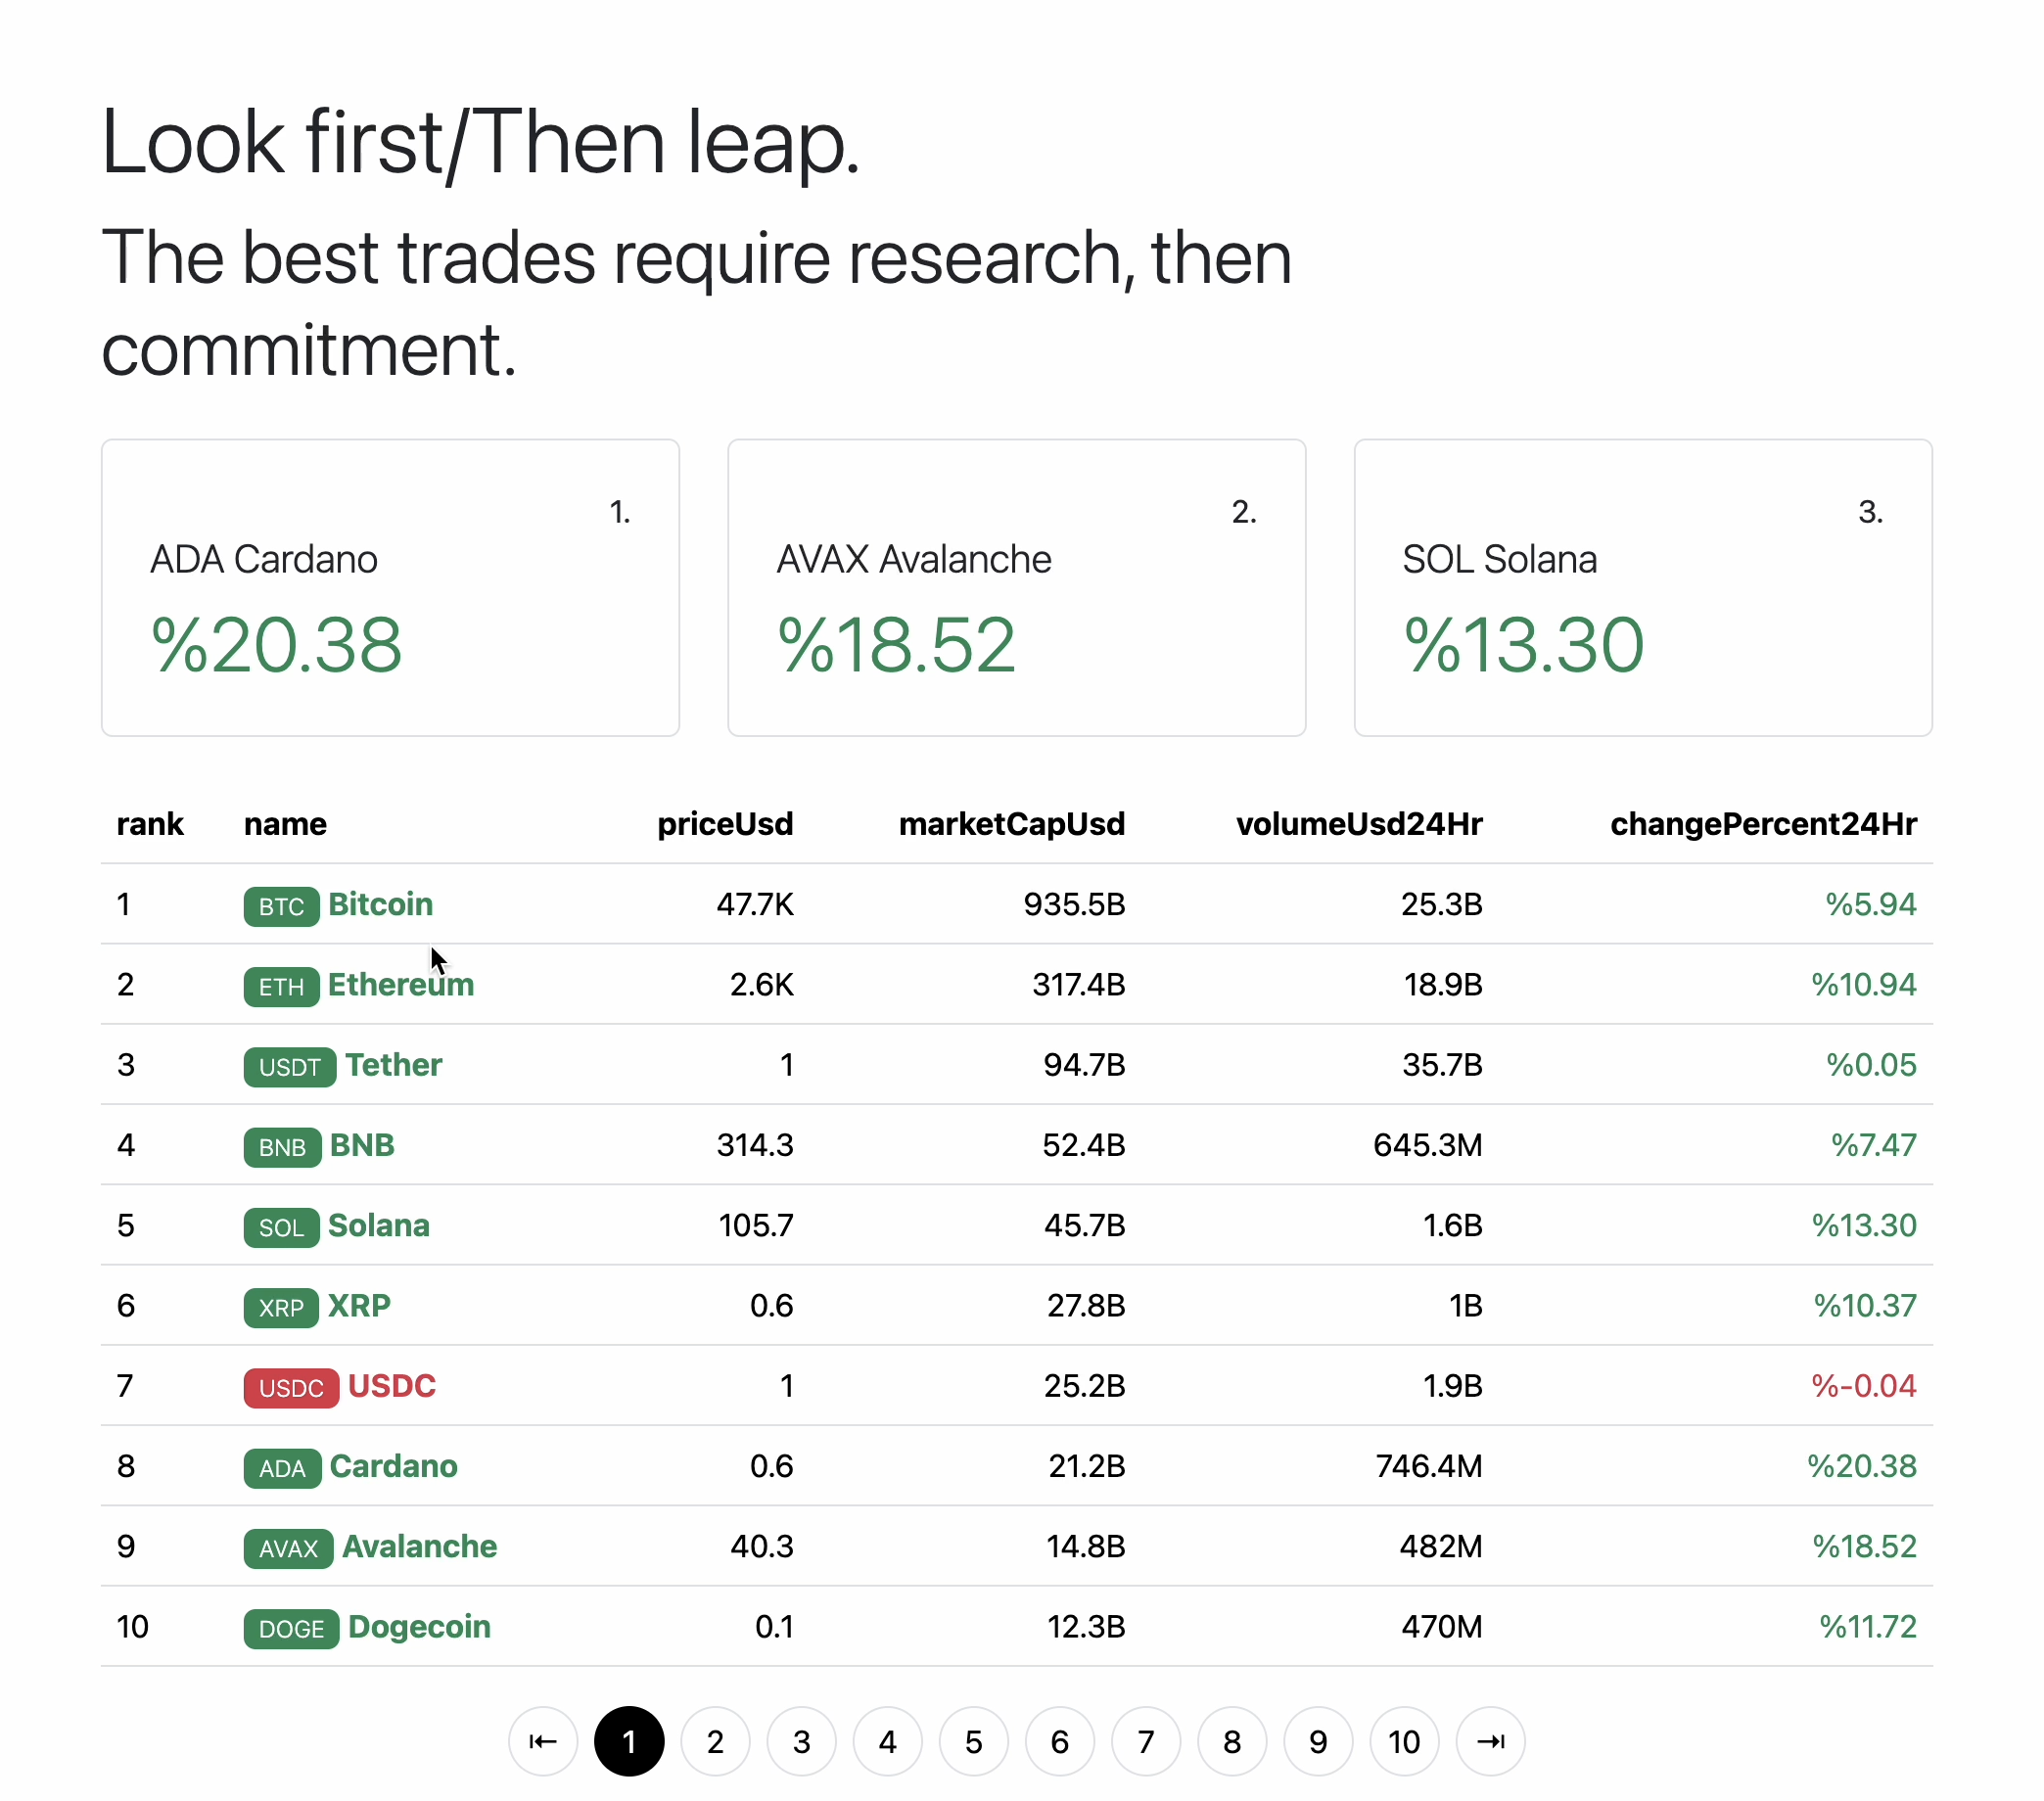 Look first/Then leap.
The best trades require research, then
commitment.
1.
ADA Cardano
%20.38
2.
AVAX Avalanche
%18.52
3.
SOL Solana
%13.30
rank name priceUsd marketCapUsd volumeUsd24Hr changePercent24Hr
1 BTC Bitcoin 47.7K 935.5B 25.3B %5.94
2 ETH Ethereum 2.6K 317.4B 18.9B %10.94
3 USDT Tether 1 94.7B 35.7B %0.05
4 BNB BNB 314.3 52.4B 645.3M %7.47
5 SOL Solana 105.7 45.7B 1.6B %13.30
6 XRP XRP 0.6 27.8B 1B %10.37
7 USDC USDC 1 25.2B 1.9B %-0.04
8 ADA Cardano 0.6 21.2B 746.4M %20.38
9 AVAX Avalanche 40.3 14.8B 482M %18.52
10 DOGE Dogecoin 0.1 12.3B 470M %11.72
1 2 3 4 5 6 7 8 9 10